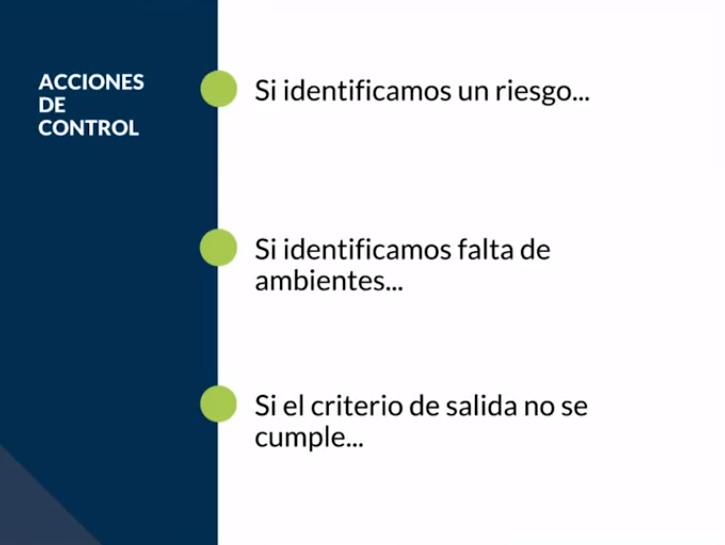 ACCIONES
DE
CONTROL
Si identificamos un riesgo...
Si identificamos falta de
ambientes...
Si el criterio de salida no se
cumple...